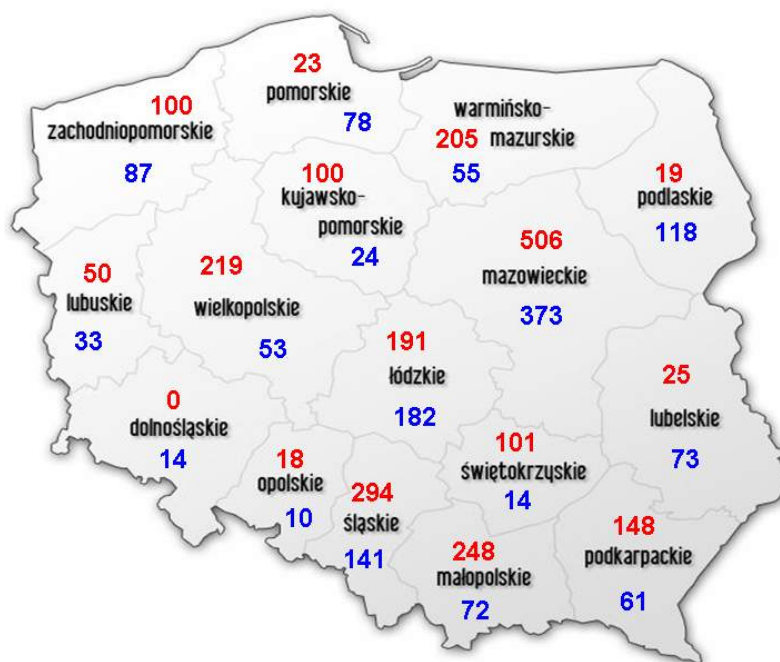 23
pomorskie
78
100
zachodniopomorskie
87
warmińsko-
205 mazurskie
55
100
kujawsko-
pomorskie
24
19
podlaskie
118
506
mazowieckie
373
50
lubuskie
33
219
wielkopolskie
53
191
łódzkie
182
25
lubelskie
73
0
dolnośląskie
14
18
opolskie
10
294
śląskie
141
101
świętokrzyskie
14
248
małopolskie
72
148
podkarpackie
61